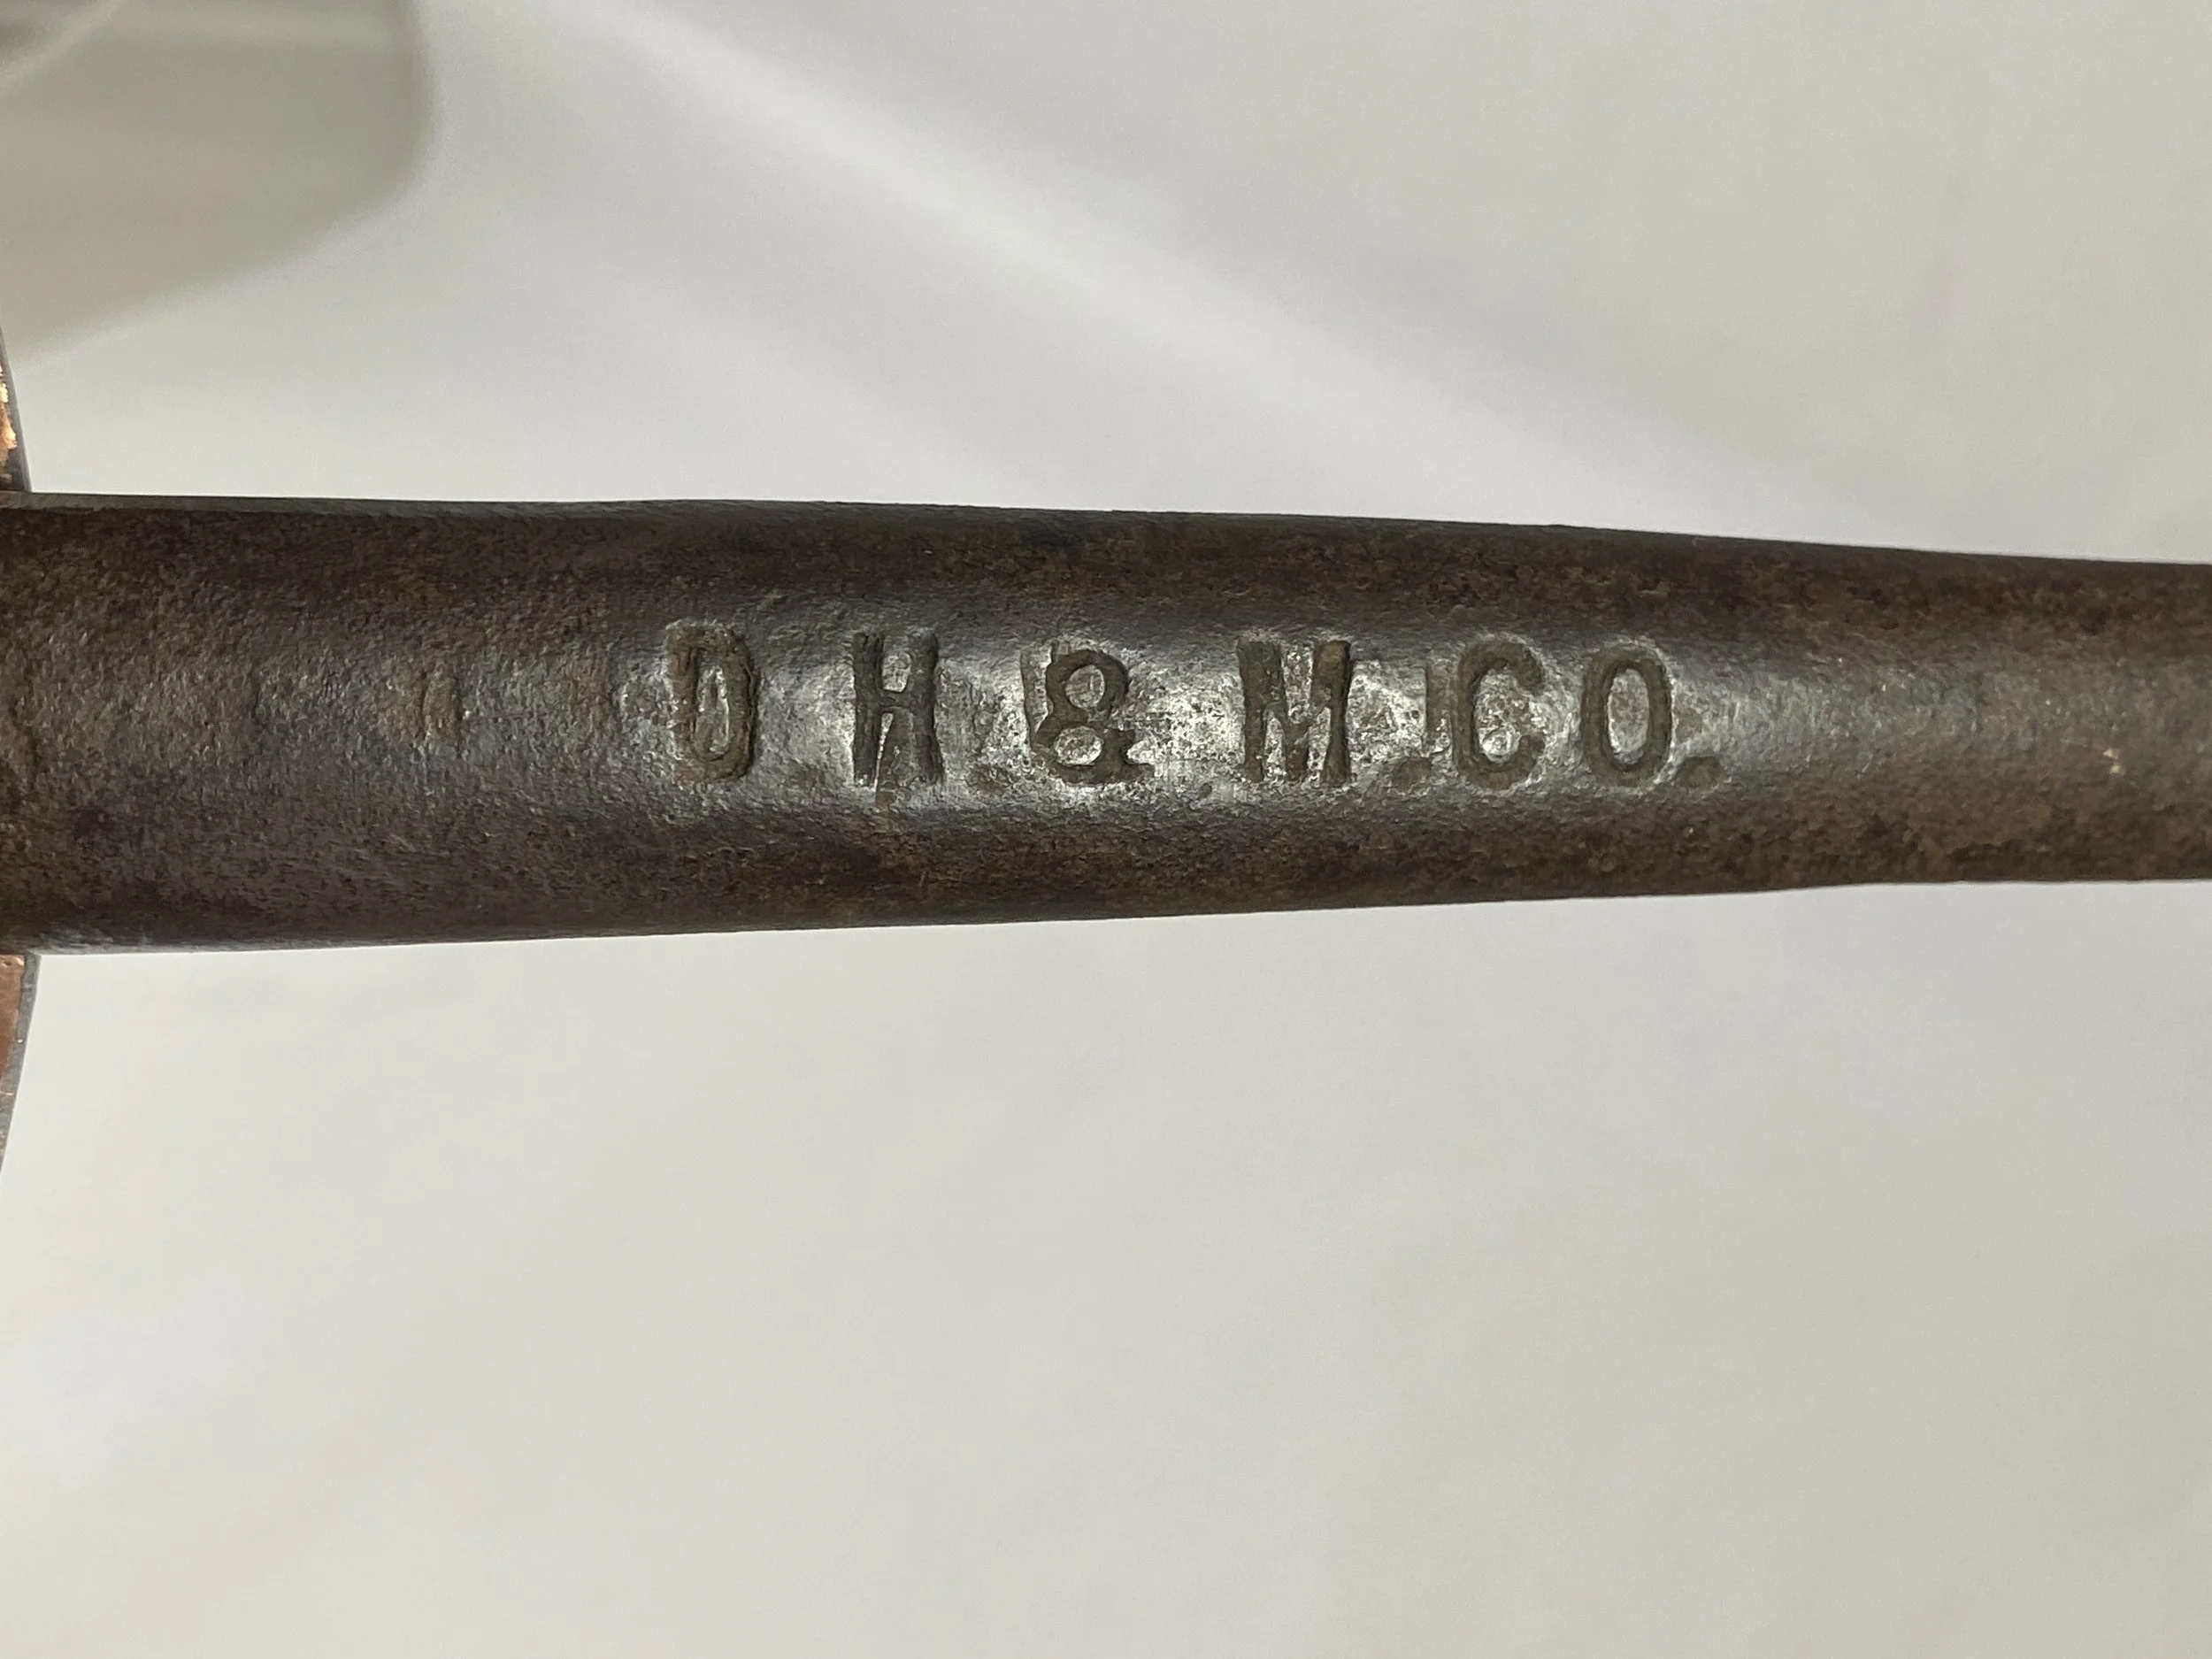 D H & M. CO.